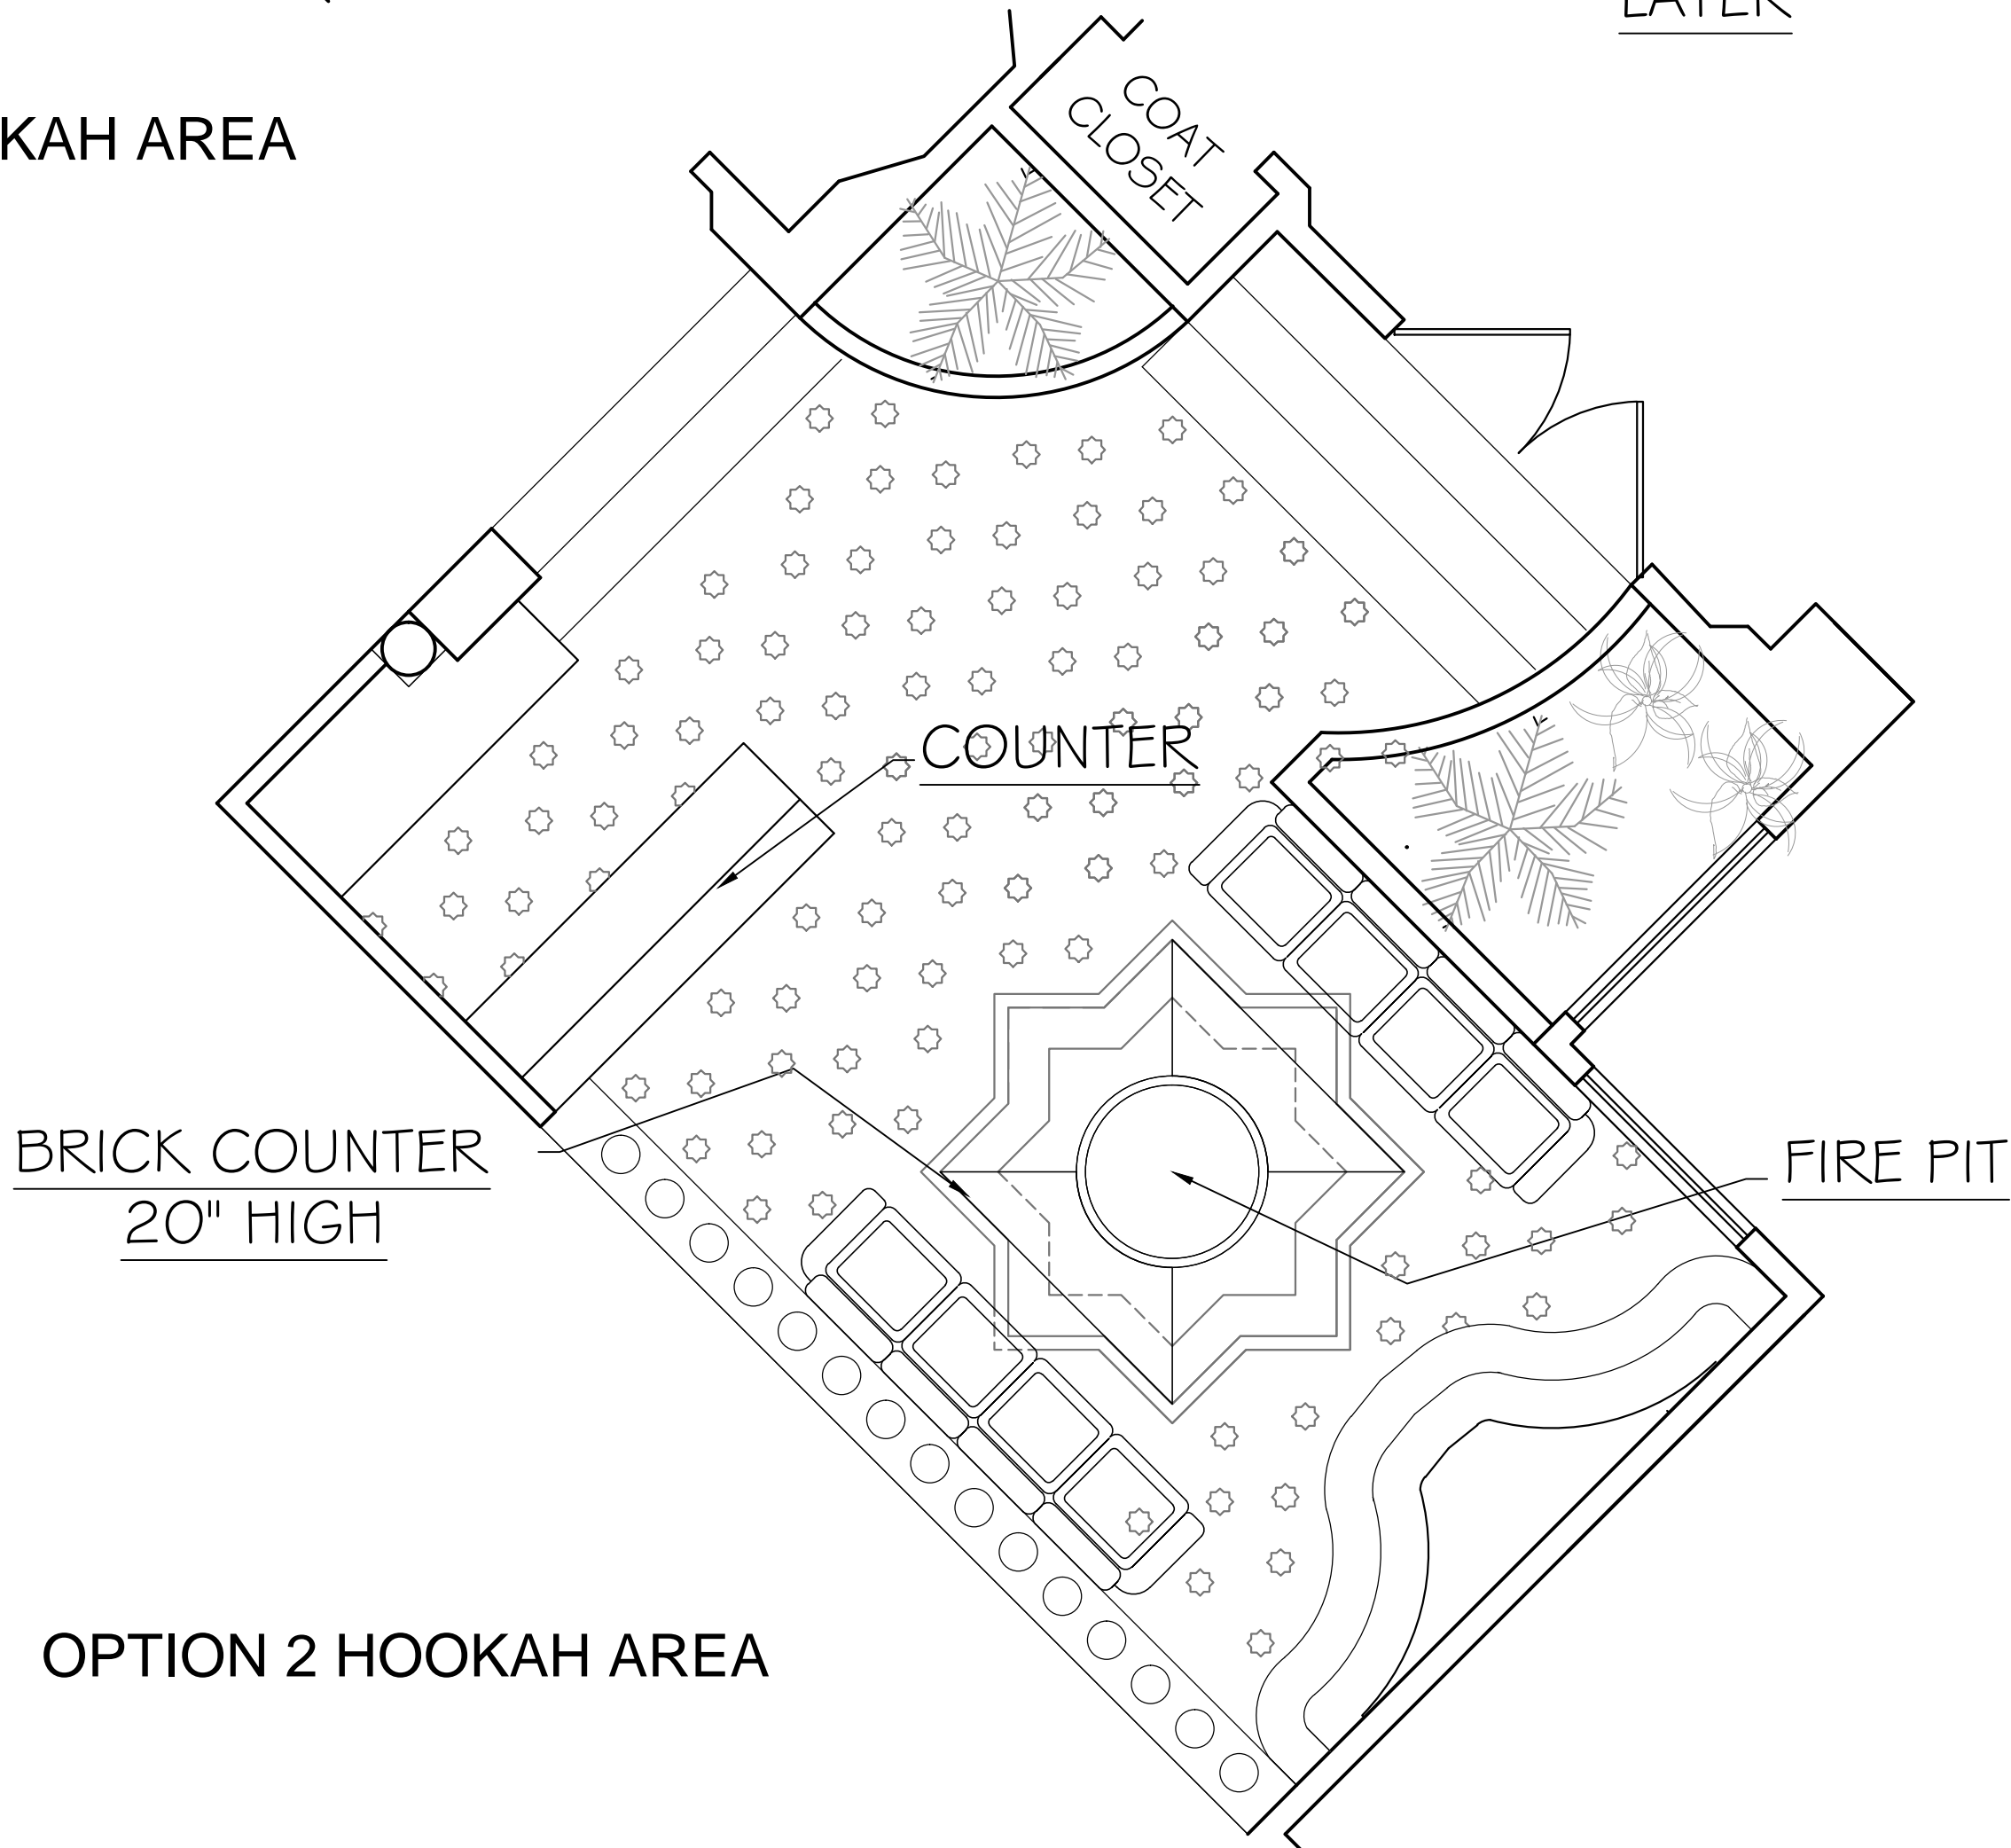 KAH AREA
COAT
CLOSET
COUNTER
BRICK COUNTER
20" HIGH
FIRE PIT
OPTION 2 HOOKAH AREA